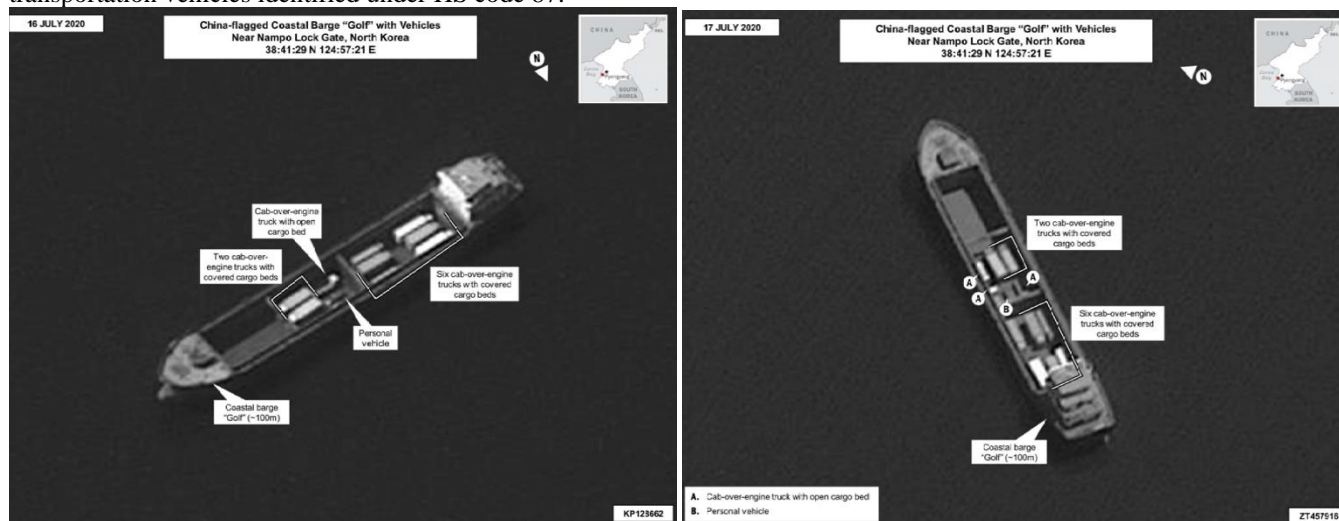 transportation vehicles identified under HS code 87.
16 JULY 2020
China-flagged Coastal Barge "Golf" with Vehicles
Near Nampo Lock Gate, North Korea
38:41:29 N 124:57:21 E
N
CHINA
Korea
Bay
Pyongyang
SOUTH
KOREA
Cab-over-engine
truck with open
cargo bed
Two cab-over-
engine trucks with
covered cargo beds
Six cab-over-engine
trucks with covered
cargo beds
Personal
vehicle
Coastal barge
"Golf" (~100m)
KP128662
17 JULY 2020
China-flagged Coastal Barge "Golf" with Vehicles
Near Nampo Lock Gate, North Korea
38:41:29 N 124:57:21 E
N
CHINA
Korea
Bay
Pyongyang
SOUTH
KOREA
Two cab-over-engine
trucks with covered
cargo beds
A
A
A
B
Six cab-over-engine
trucks with covered
cargo beds
Coastal barge
"Golf" (~100m)
A. Cab-over-engine truck with open cargo bed
B. Personal vehicle
ZT457916